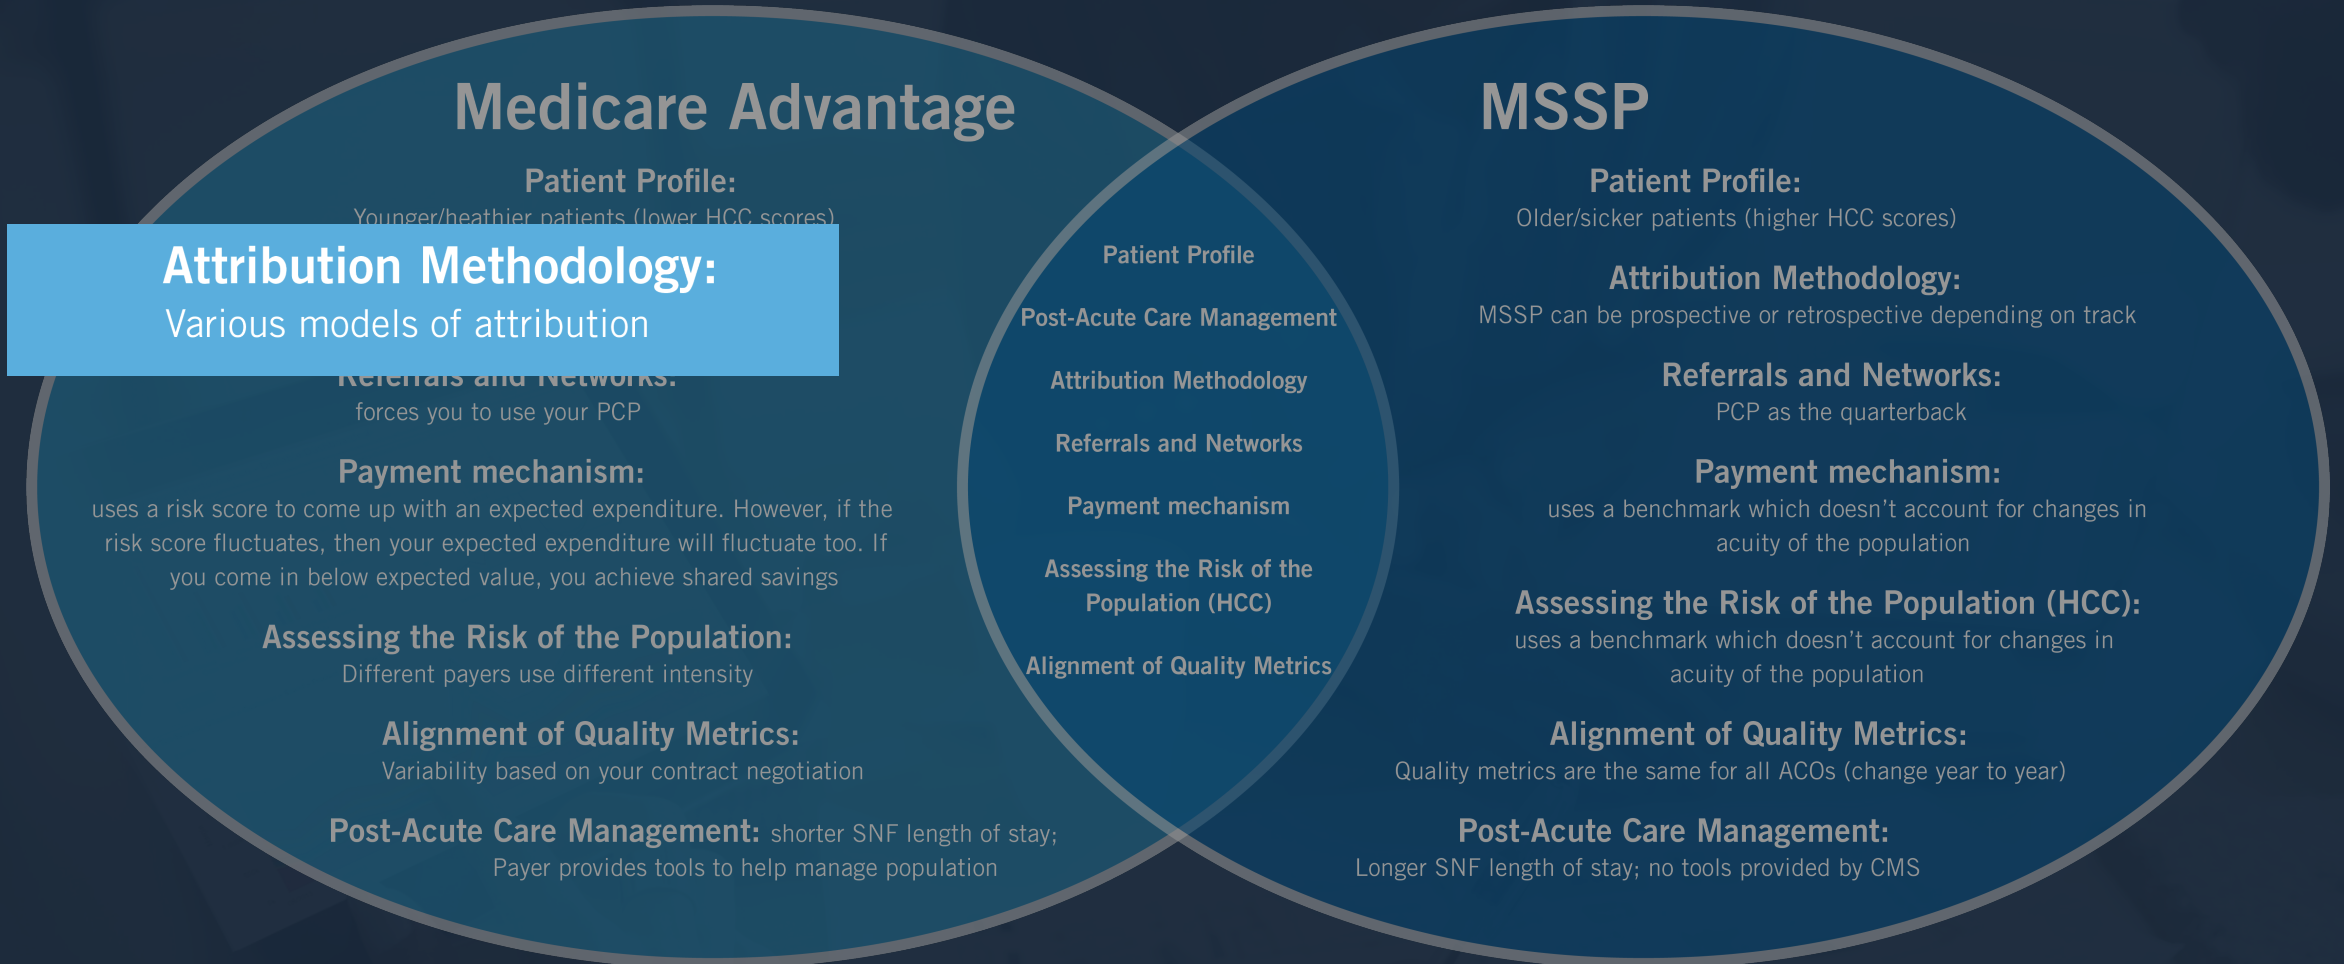 Medicare Advantage
Patient Profile:
Younger/heathier patients (lower HCC scores)
Attribution Methodology:
Various models of attribution
Referrals and Networks:
forces you to use your PCP
Payment mechanism:
uses a risk score to come up with an expected expenditure. However, if the
risk score fluctuates, then your expected expenditure will fluctuate too. If
you come in below expected value, you achieve shared savings
Assessing the Risk of the Population:
Different payers use different intensity
Alignment of Quality Metrics:
Variability based on your contract negotiation
Post-Acute Care Management: shorter SNF length of stay;
Payer provides tools to help manage population
Patient Profile
Post-Acute Care Management
Attribution Methodology
Referrals and Networks
Payment mechanism
Assessing the Risk of the
Population (HCC)
Alignment of Quality Metrics
MSSP
Patient Profile:
Older/sicker patients (higher HCC scores)
Attribution Methodology:
MSSP can be prospective or retrospective depending on track
Referrals and Networks:
PCP as the quarterback
Payment mechanism:
uses a benchmark which doesn’t account for changes in
acuity of the population
Assessing the Risk of the Population (HCC):
uses a benchmark which doesn’t account for changes in
acuity of the population
Alignment of Quality Metrics:
Quality metrics are the same for all ACOs (change year to year)
Post-Acute Care Management:
Longer SNF length of stay; no tools provided by CMS